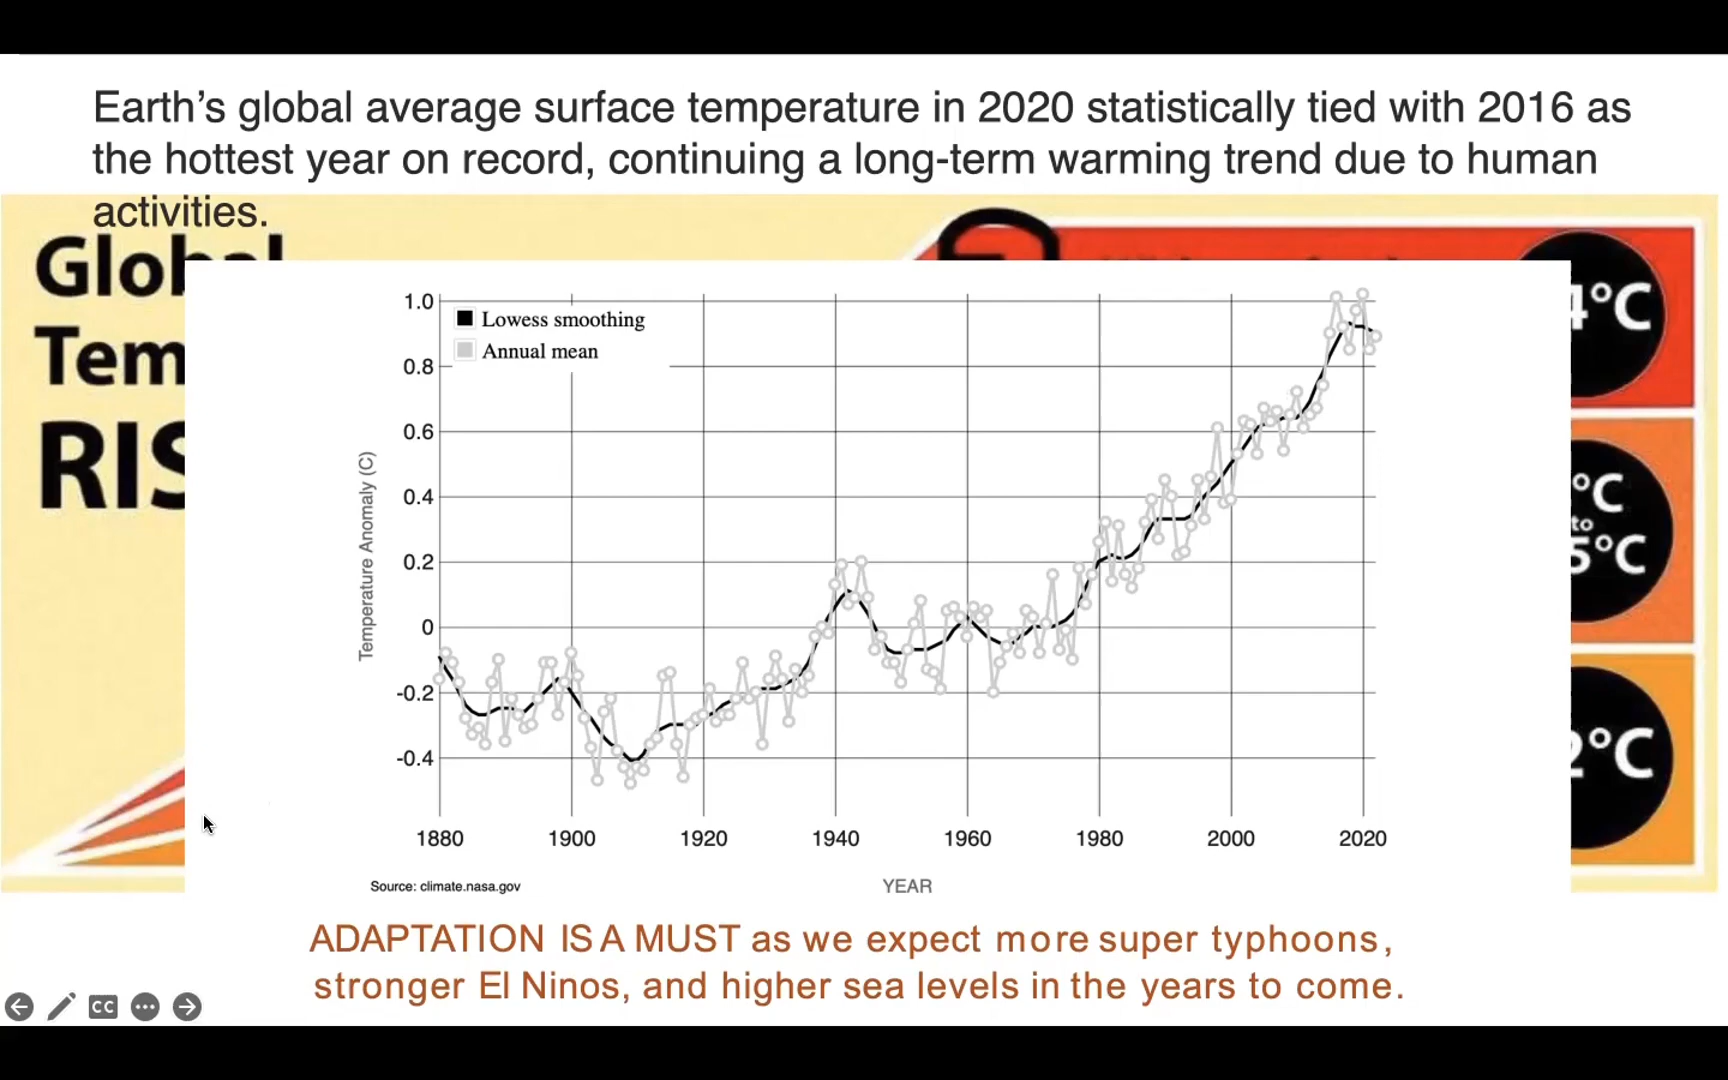 Earth's global average surface temperature in 2020 statistically tied with 2016 as
the hottest year on record, continuing a long-term warming trend due to human
activities.
RIS
4°C
°C
to
5°C
2°C
Lowess smoothing
Annual mean
Temperature Anomaly (C)
1.0
0.8
0.6
0.4
0.2
0
-0.2
-0.4
1880 1900 1920 1940 1960 1980 2000 2020
YEAR
Source: climate.nasa.gov
ADAPTATION IS A MUST as we expect more super typhoons,
stronger El Ninos, and higher sea levels in the years to come.
CC